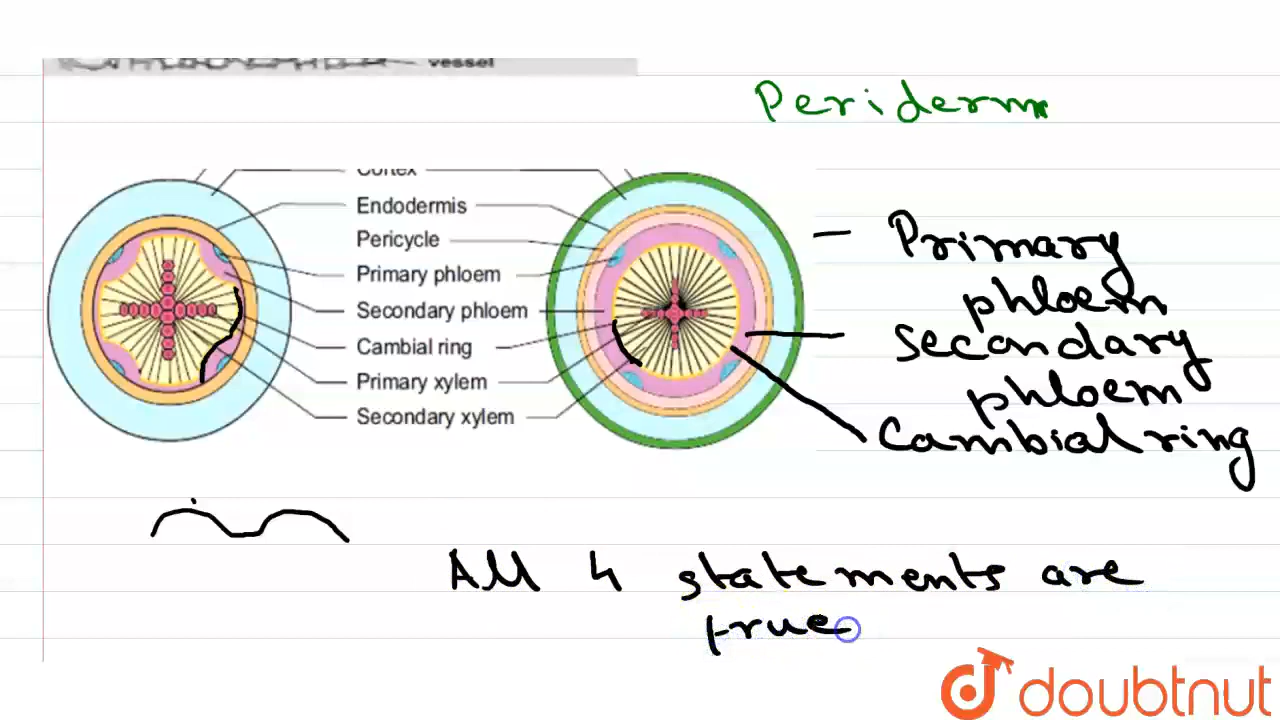 vessel
Periderm
Cortex
Endodermis
Pericycle
Primary phloem
Secondary phloem
Cambial ring
Primary xylem
Secondary xylem
Primary
phloem
Secondary
phloem
Cambial ring
All 4 statements are
true
doubtnut